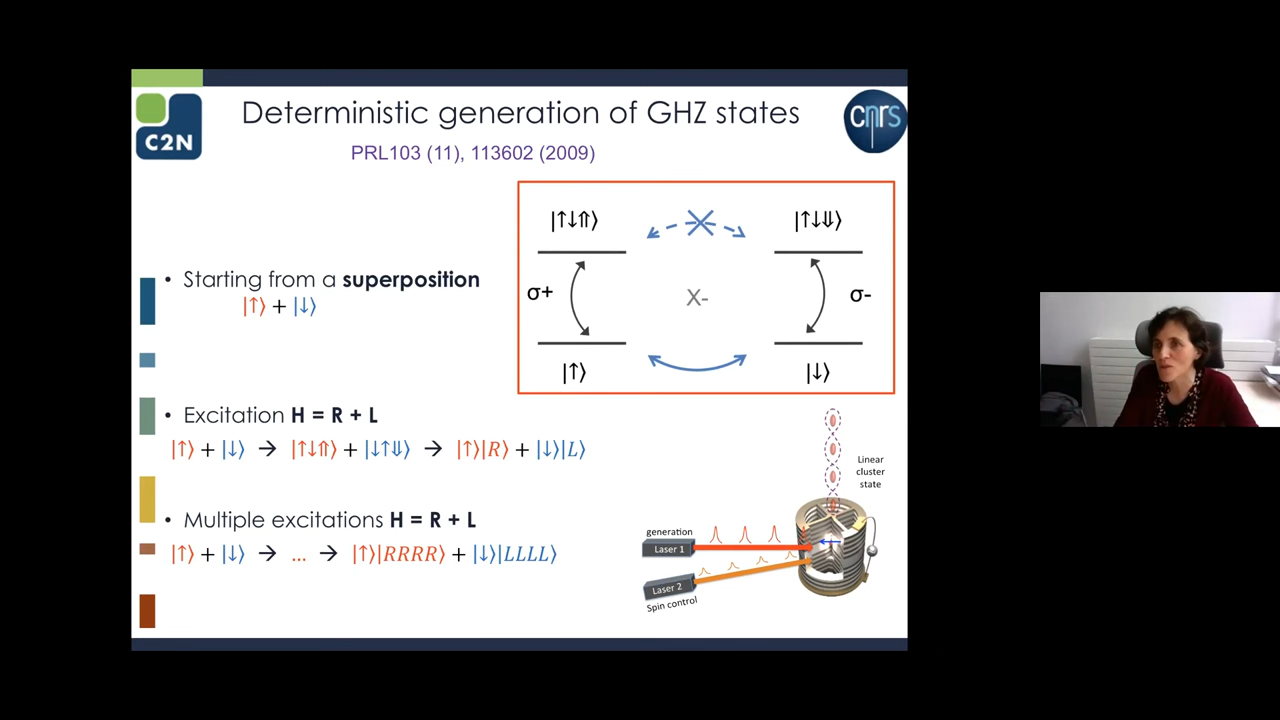 Deterministic generation of GHZ states
C2N
cnrs
PRL103 (11), 113602 (2009)
|↑↓⇑⟩
|↑↓⇓⟩
• Starting from a superposition
|↑⟩ + |↓⟩
σ+
X-
σ-
|↑⟩
|↓⟩
• Excitation H = R + L
|↑⟩ + |↓⟩ → |↑↓⇑⟩ + |↓↑⇓⟩ → |↑⟩|R⟩ + |↓⟩|L⟩
Linear
cluster
state
• Multiple excitations H = R + L
|↑⟩ + |↓⟩ → ... → |↑⟩|RRRR⟩ + |↓⟩|LLLL⟩
generation
Laser 1
Laser 2
Spin control